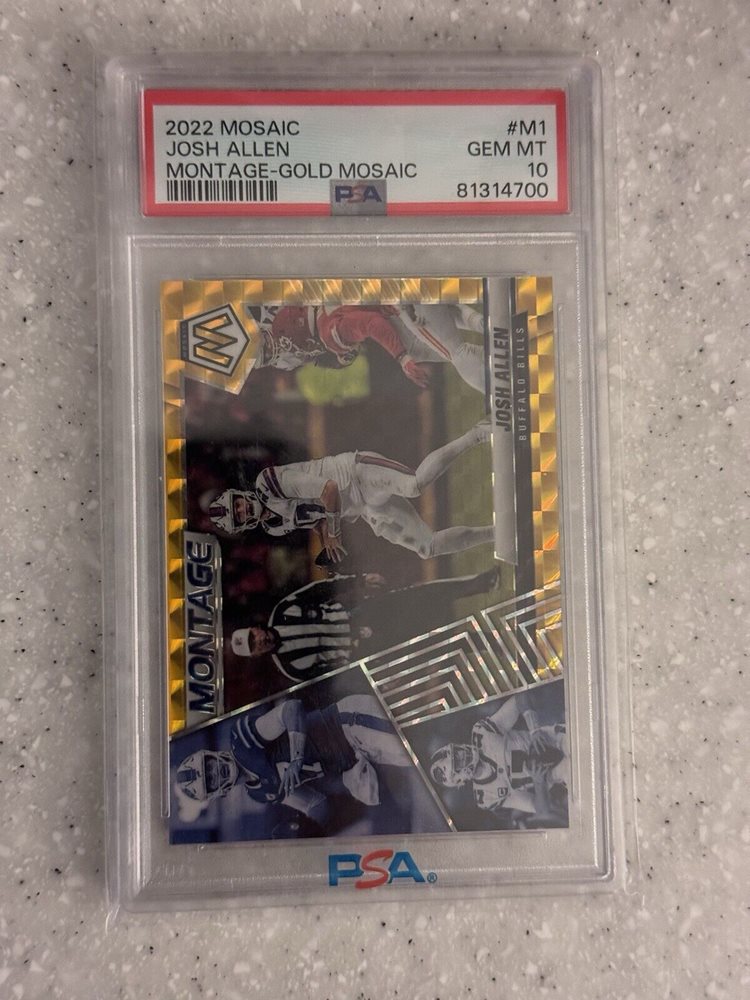 2022 MOSAIC #M1
JOSH ALLEN GEM MT
MONTAGE-GOLD MOSAIC 10
PSA 81314700
M
JOSH ALLEN
BUFFALO BILLS
MONTAGE
PSA®